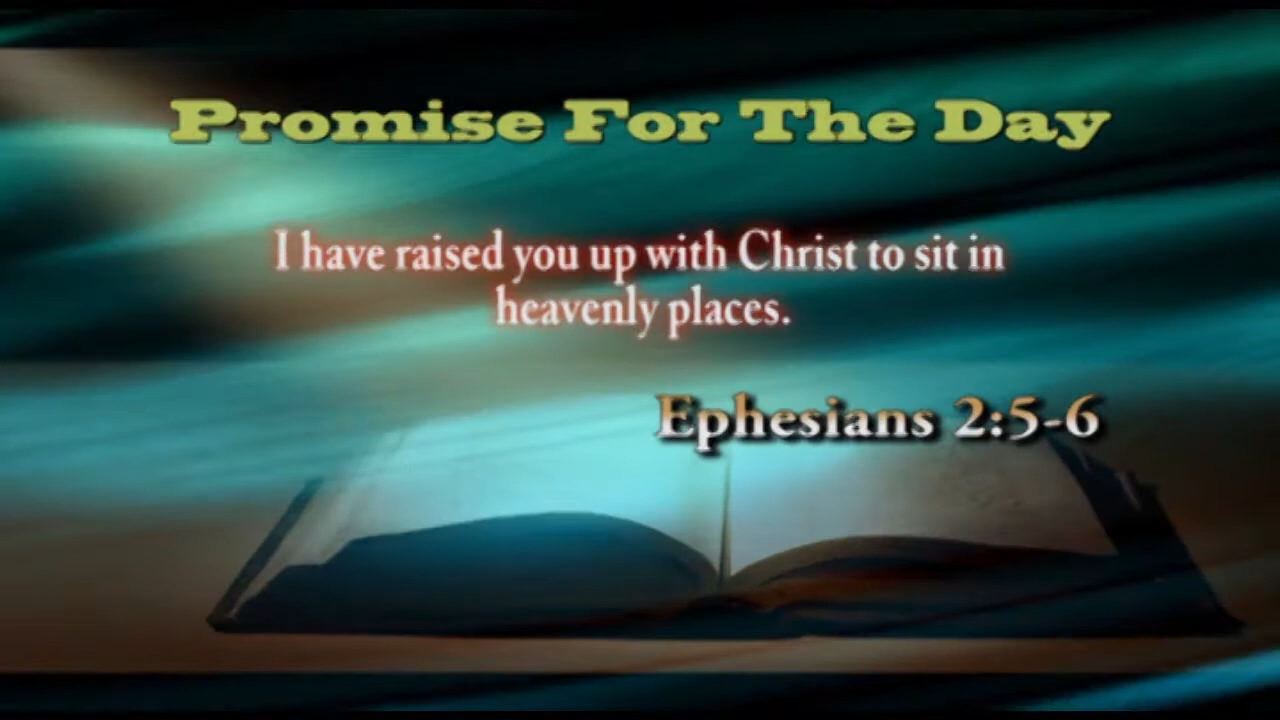 Promise For The Day
I have raised you up with Christ to sit in
heavenly places.
Ephesians 2:5-6